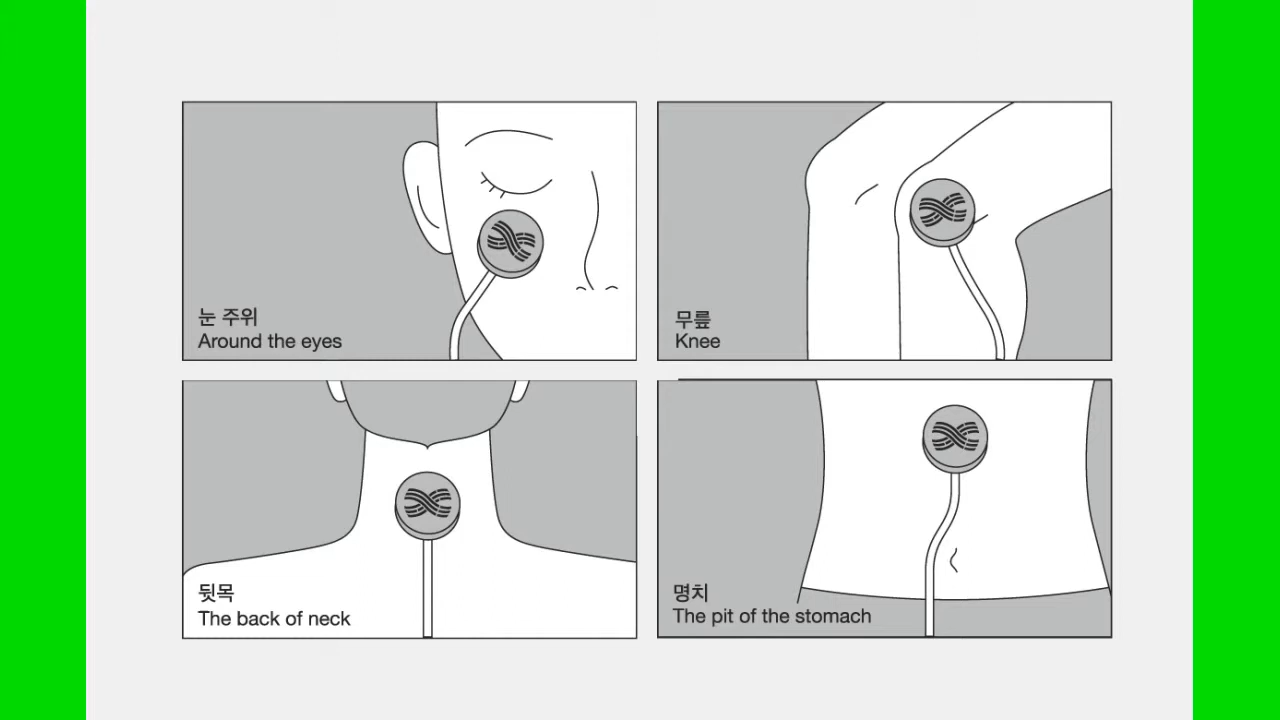 눈 주위
Around the eyes
무릎
Knee
뒷목
The back of neck
명치
The pit of the stomach